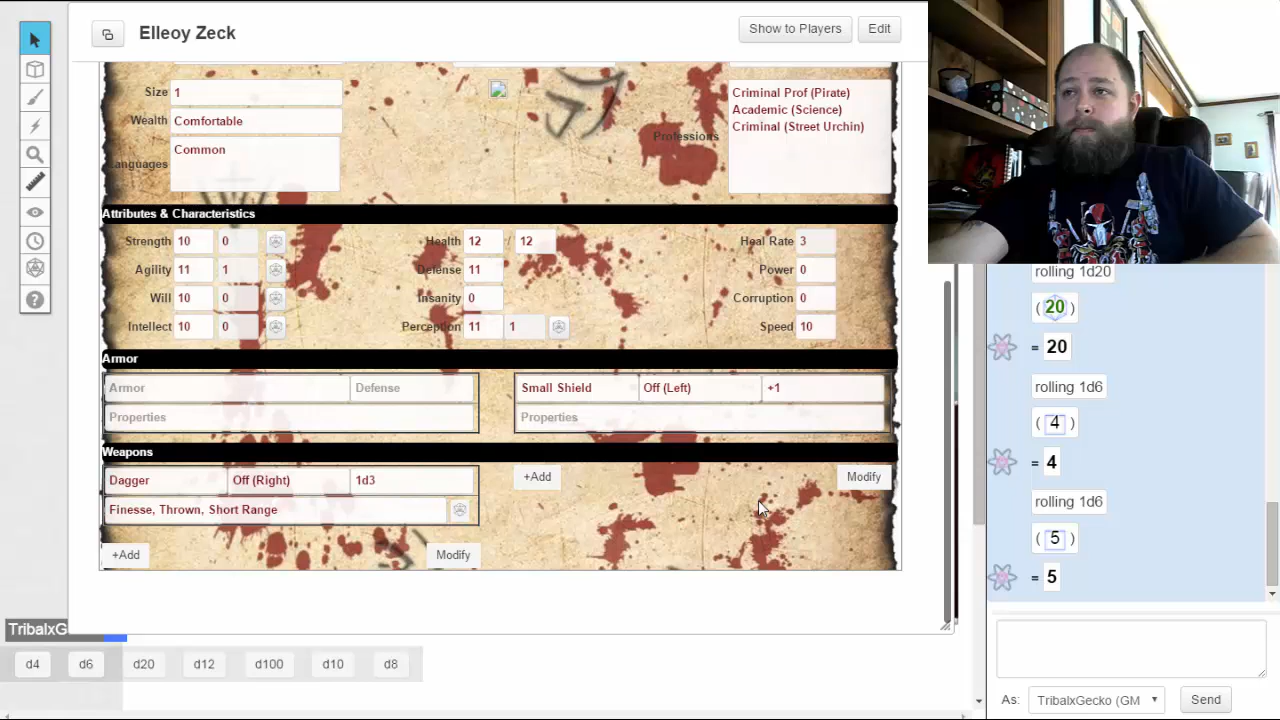 Elleoy Zeck
Show to Players
Edit
Size 1
Wealth Comfortable
Languages Common
Professions
Criminal Prof (Pirate)
Academic (Science)
Criminal (Street Urchin)
Attributes & Characteristics
Strength 10 0 Health 12 / 12 Heal Rate 3
Agility 11 1 Defense 11 Power 0
Will 10 0 Insanity 0 Corruption 0
Intellect 10 0 Perception 11 1 Speed 10
Armor
Armor Defense Small Shield Off (Left) +1
Properties Properties
Weapons
Dagger Off (Right) 1d3 +Add Modify
Finesse, Thrown, Short Range
+Add Modify
rolling 1d20
( 20 )
= 20
rolling 1d6
( 4 )
= 4
rolling 1d6
( 5 )
= 5
TribalxGe
d4 d6 d20 d12 d100 d10 d8
As: TribalxGecko (GM Send